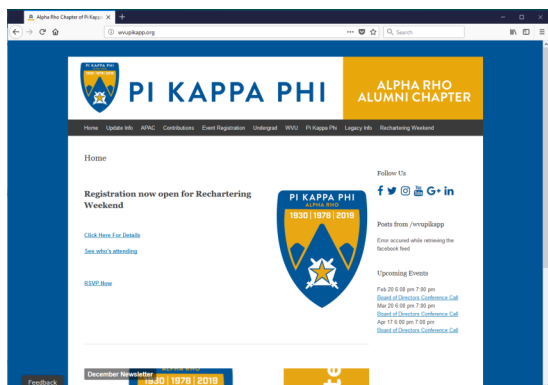 Alpha Rho Chapter of Pi Kapp
wvupikapp.org
Search
PI KAPPA PHI
PI KAPPA PHI
ALPHA RHO
ALUMNI CHAPTER
Home Update Info APAC Contributions Event Registration Undergrad WVU Pi Kappa Phi Legacy Info Rechartering Weekend
Home
Registration now open for Rechartering
Weekend
Click Here For Details
See who's attending
RSVP Now
PI KAPPA PHI
ALPHA RHO
1930 | 1978 | 2019
Follow Us
Posts from /wvupikapp
Error occured while retrieving the
facebook feed
Upcoming Events
Feb 20 6:00 pm 7:00 pm
Board of Directors Conference Call
Mar 20 6:00 pm 7:00 pm
Board of Directors Conference Call
Apr 17 6:00 pm 7:00 pm
Board of Directors Conference Call
December Newsletter
ALPHA RHO
1930 | 1978 | 2019
Feedback